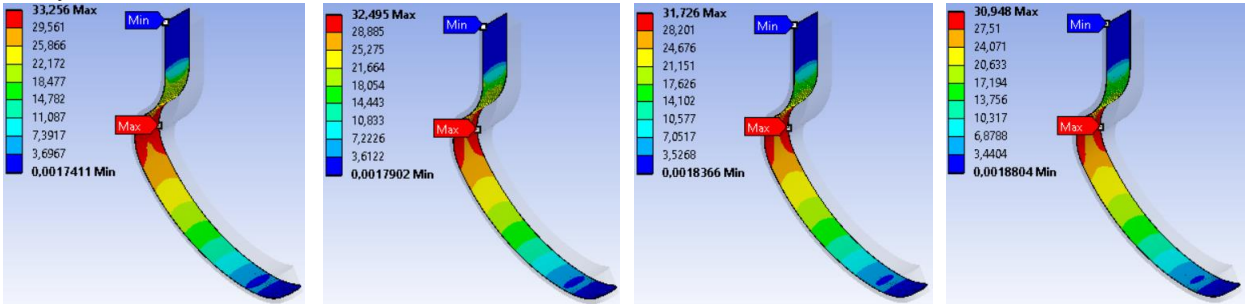 33,256 Max
29,561
25,866
22,172
18,477
14,782
11,087
7,3917
3,6967
0,0017411 Min
Min
Max
32,495 Max
28,885
25,275
21,664
18,054
14,443
10,833
7,2226
3,6122
0,0017902 Min
Min
Max
31,726 Max
28,201
24,676
21,151
17,626
14,102
10,577
7,0517
3,5268
0,0018366 Min
Min
Max
30,948 Max
27,51
24,071
20,633
17,194
13,756
10,317
6,8788
3,4404
0,0018804 Min
Min
Max